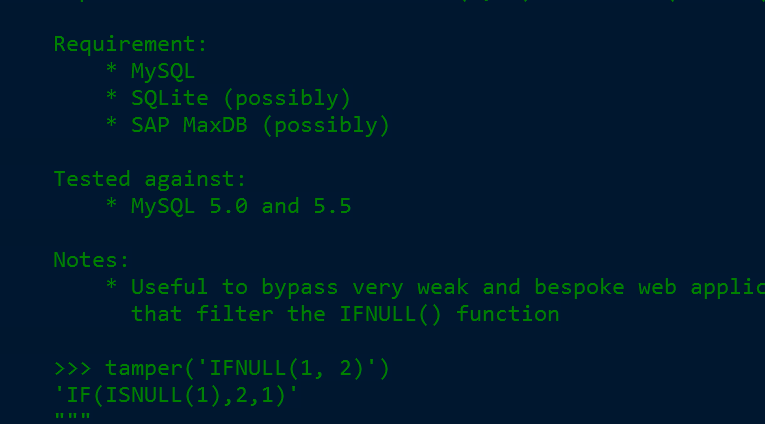 Requirement:
* MySQL
* SQLite (possibly)
* SAP MaxDB (possibly)
Tested against:
* MySQL 5.0 and 5.5
Notes:
* Useful to bypass very weak and bespoke web applic
that filter the IFNULL() function
>>> tamper('IFNULL(1, 2)')
'IF(ISNULL(1),2,1)'
"""